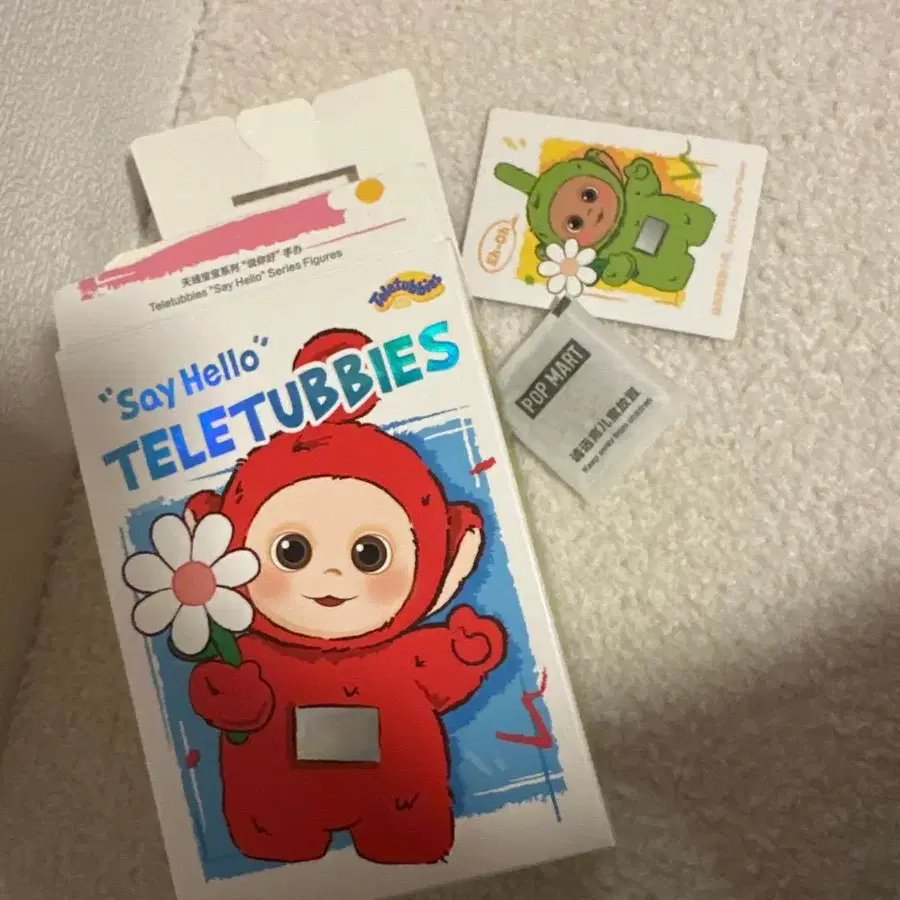 天线宝宝系列“说你好”手办
Teletubbies "Say Hello" Series Figures
Teletubbies
"Say Hello"
TELETUBBIES
Eh-Oh
POP MART
请远离儿童放置
Keep away from children